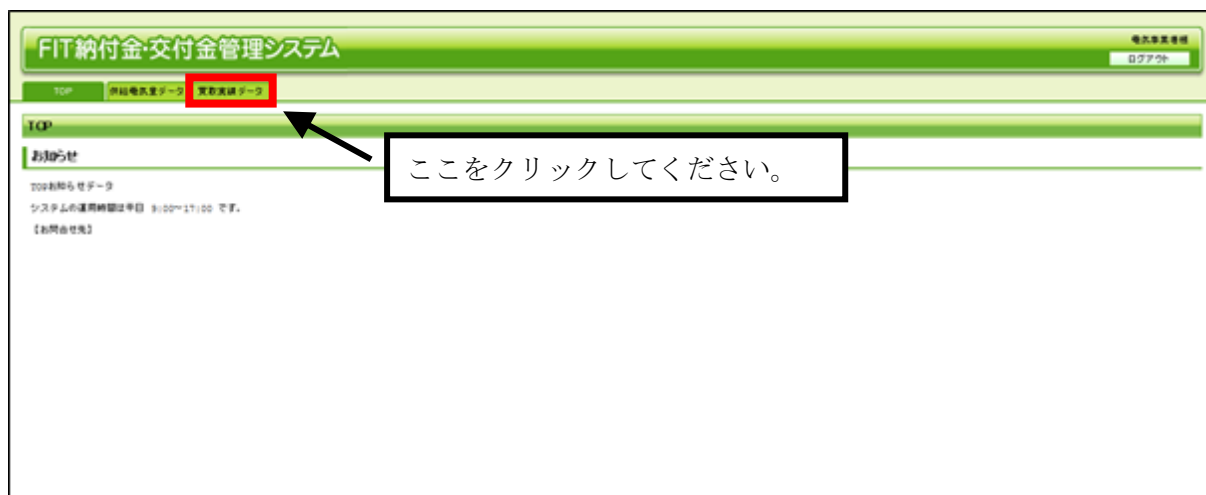 FIT納付金・交付金管理システム
電気事業者様
ログアウト
TOP 供給電気量データ 買取実績データ
TOP
お知らせ
ここをクリックしてください。
TOPお知らせデータ
システムの運用時間は平日 9:00～17:00 です。
【お問合せ先】